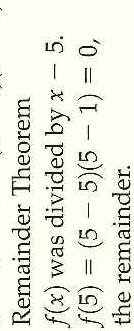 Remainder Theorem
f(x) was divided by x − 5.
f(5) = (5 − 5)(5 − 1) = 0,
the remainder.